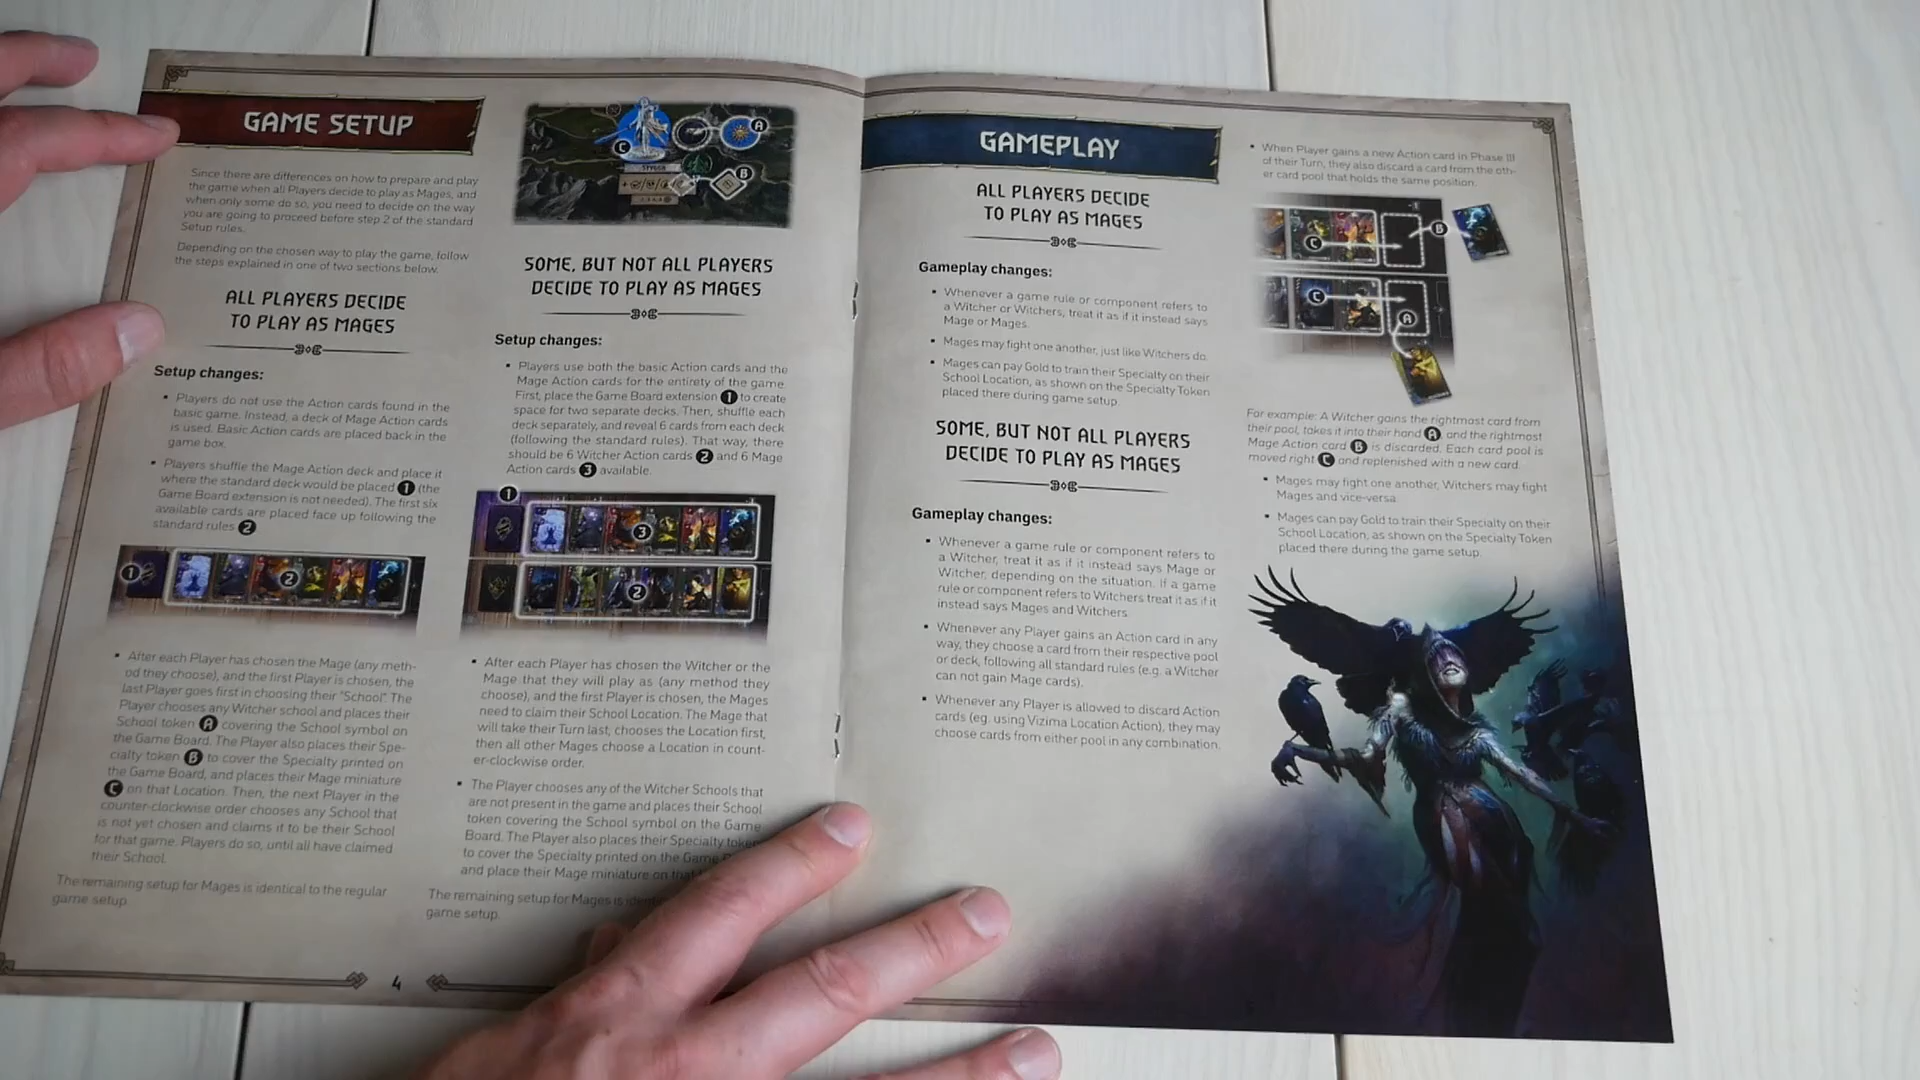 GAME SETUP
Since there are differences on how to prepare and play
the game when all Players decide to play as Mages, and
when only some do so, you need to decide on the way
you are going to proceed before step 2 of the standard
Setup rules.
Depending on the chosen way to play the game, follow
the steps explained in one of two sections below.
ALL PLAYERS DECIDE
TO PLAY AS MAGES
Setup changes:
▪ Players do not use the Action cards found in the
basic game. Instead, a deck of Mage Action cards
is used. Basic Action cards are placed back in the
game box.
▪ Players shuffle the Mage Action deck and place it
where the standard deck would be placed 1 (the
Game Board extension is not needed). The first six
available cards are placed face up following the
standard rules 2
1
2
▪ After each Player has chosen the Mage (any meth-
od they choose), and the first Player is chosen, the
last Player goes first in choosing their "School". The
Player chooses any Witcher school and places their
School token A covering the School symbol on
the Game Board. The Player also places their Spe-
cialty token B to cover the Specialty printed on
the Game Board, and places their Mage miniature
C on that Location. Then, the next Player in the
counter-clockwise order chooses any School that
is not yet chosen and claims it to be their School
for that game. Players do so, until all have claimed
their School.
The remaining setup for Mages is identical to the regular
game setup.
A
C
B
SOME, BUT NOT ALL PLAYERS
DECIDE TO PLAY AS MAGES
Setup changes:
▪ Players use both the basic Action cards and the
Mage Action cards for the entirety of the game.
First, place the Game Board extension 1 to create
space for two separate decks. Then, shuffle each
deck separately, and reveal 6 cards from each deck
(following the standard rules). That way, there
should be 6 Witcher Action cards 2 and 6 Mage
Action cards 3 available.
1
3
2
▪ After each Player has chosen the Witcher or the
Mage that they will play as (any method they
choose), and the first Player is chosen, the Mages
need to claim their School Location. The Mage that
will take their Turn last, chooses the Location first,
then all other Mages choose a Location in count-
er-clockwise order.
▪ The Player chooses any of the Witcher Schools that
are not present in the game and places their School
token covering the School symbol on the Game
Board. The Player also places their Specialty token
to cover the Specialty printed on the Game
and place their Mage miniature on that
The remaining setup for Mages is
game setup.
4
GAMEPLAY
ALL PLAYERS DECIDE
TO PLAY AS MAGES
Gameplay changes:
▪ Whenever a game rule or component refers to
a Witcher or Witchers, treat it as if it instead says
Mage or Mages.
▪ Mages may fight one another, just like Witchers do.
▪ Mages can pay Gold to train their Specialty on their
School Location, as shown on the Specialty Token
placed there during game setup.
SOME, BUT NOT ALL PLAYERS
DECIDE TO PLAY AS MAGES
Gameplay changes:
▪ Whenever a game rule or component refers to
a Witcher, treat it as if it instead says Mage or
Witcher, depending on the situation. If a game
rule or component refers to Witchers treat it as if it
instead says Mages and Witchers.
▪ Whenever any Player gains an Action card in any
way, they choose a card from their respective pool
or deck, following all standard rules (e.g. a Witcher
can not gain Mage cards).
▪ Whenever any Player is allowed to discard Action
cards (eg. using Vizima Location Action), they may
choose cards from either pool in any combination.
▪ When Player gains a new Action card in Phase III
of their Turn, they also discard a card from the oth-
er card pool that holds the same position.
C
B
C
A
For example: A Witcher gains the rightmost card from
their pool, takes it into their hand A, and the rightmost
Mage Action card B is discarded. Each card pool is
moved right C and replenished with a new card.
▪ Mages may fight one another, Witchers may fight
Mages and vice-versa.
▪ Mages can pay Gold to train their Specialty on their
School Location, as shown on the Specialty Token
placed there during the game setup.